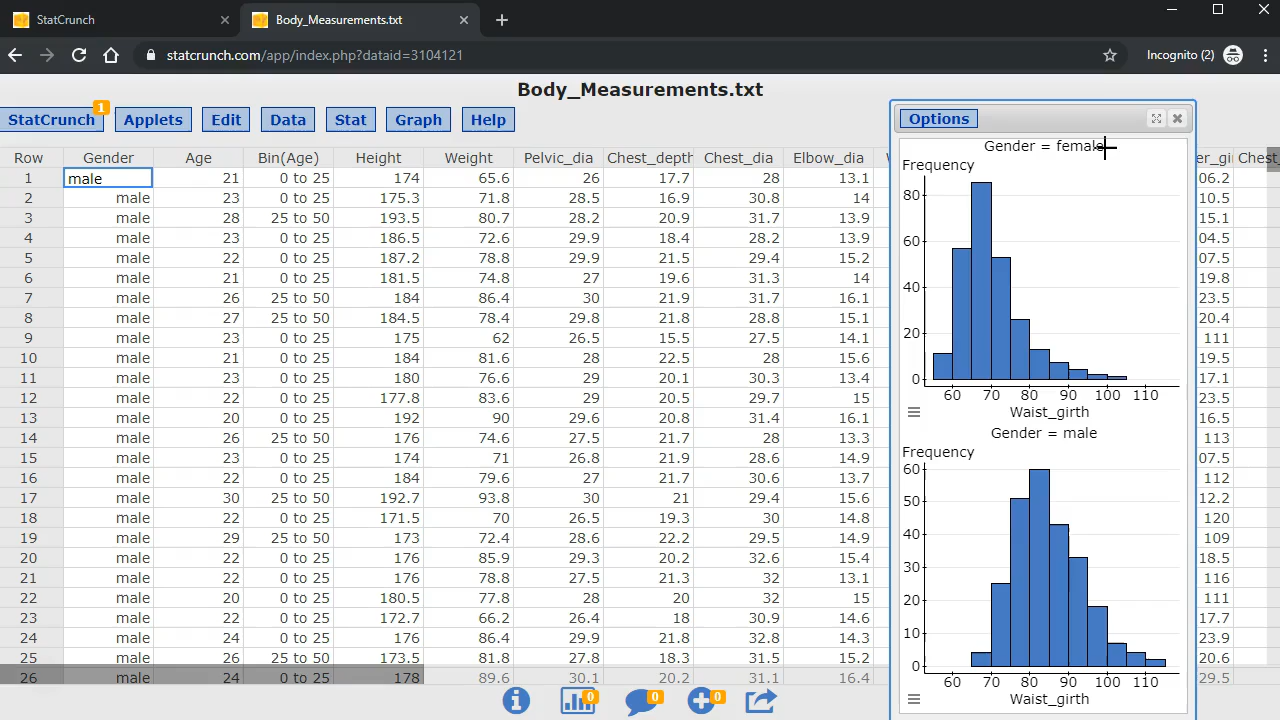 StatCrunch
Body_Measurements.txt
statcrunch.com/app/index.php?dataid=3104121
Incognito (2)
Body_Measurements.txt
StatCrunch 1 Applets Edit Data Stat Graph Help
Options
Row Gender Age Bin(Age) Height Weight Pelvic_dia Chest_depth Chest_dia Elbow_dia Chest_
1 male 21 0 to 25 174 65.6 26 17.7 28 13.1 06.2
2 male 23 0 to 25 175.3 71.8 28.5 16.9 30.8 14 10.5
3 male 28 25 to 50 193.5 80.7 28.2 20.9 31.7 13.9 15.1
4 male 23 0 to 25 186.5 72.6 29.9 18.4 28.2 13.9 04.5
5 male 22 0 to 25 187.2 78.8 29.9 21.5 29.4 15.2 07.5
6 male 21 0 to 25 181.5 74.8 27 19.6 31.3 14 19.8
7 male 26 25 to 50 184 86.4 30 21.9 31.7 16.1 23.5
8 male 27 25 to 50 184.5 78.4 29.8 21.8 28.8 15.1 20.4
9 male 23 0 to 25 175 62 26.5 15.5 27.5 14.1 111
10 male 21 0 to 25 184 81.6 28 22.5 28 15.6 19.5
11 male 23 0 to 25 180 76.6 29 20.1 30.3 13.4 17.1
12 male 22 0 to 25 177.8 83.6 29 20.5 29.7 15 23.5
13 male 20 0 to 25 192 90 29.6 20.8 31.4 16.1 16.5
14 male 26 25 to 50 176 74.6 27.5 21.7 28 13.3 113
15 male 23 0 to 25 174 71 26.8 21.9 28.6 14.9 07.5
16 male 22 0 to 25 184 79.6 27 21.7 30.6 13.7 112
17 male 30 25 to 50 192.7 93.8 30 21 29.4 15.6 12.2
18 male 22 0 to 25 171.5 70 26.5 19.3 30 14.8 120
19 male 29 25 to 50 173 72.4 28.6 22.2 29.5 14.9 109
20 male 22 0 to 25 176 85.9 29.3 20.2 32.6 15.4 18.5
21 male 22 0 to 25 176 78.8 27.5 21.3 32 13.1 116
22 male 20 0 to 25 180.5 77.8 28 20 32 15 111
23 male 22 0 to 25 172.7 66.2 26.4 18 30.9 14.6 17.7
24 male 24 0 to 25 176 86.4 29.9 21.8 32.8 14.3 23.9
25 male 26 25 to 50 173.5 81.8 27.8 18.3 31.5 15.2 20.6
26 male 24 0 to 25 178 89.6 30.1 20.2 31.1 16.4 29.5
Gender = female
Frequency
80
60
40
20
0
60 70 80 90 100 110
Waist_girth
Gender = male
Frequency
60
50
40
30
20
10
0
60 70 80 90 100 110
Waist_girth
0 0 0